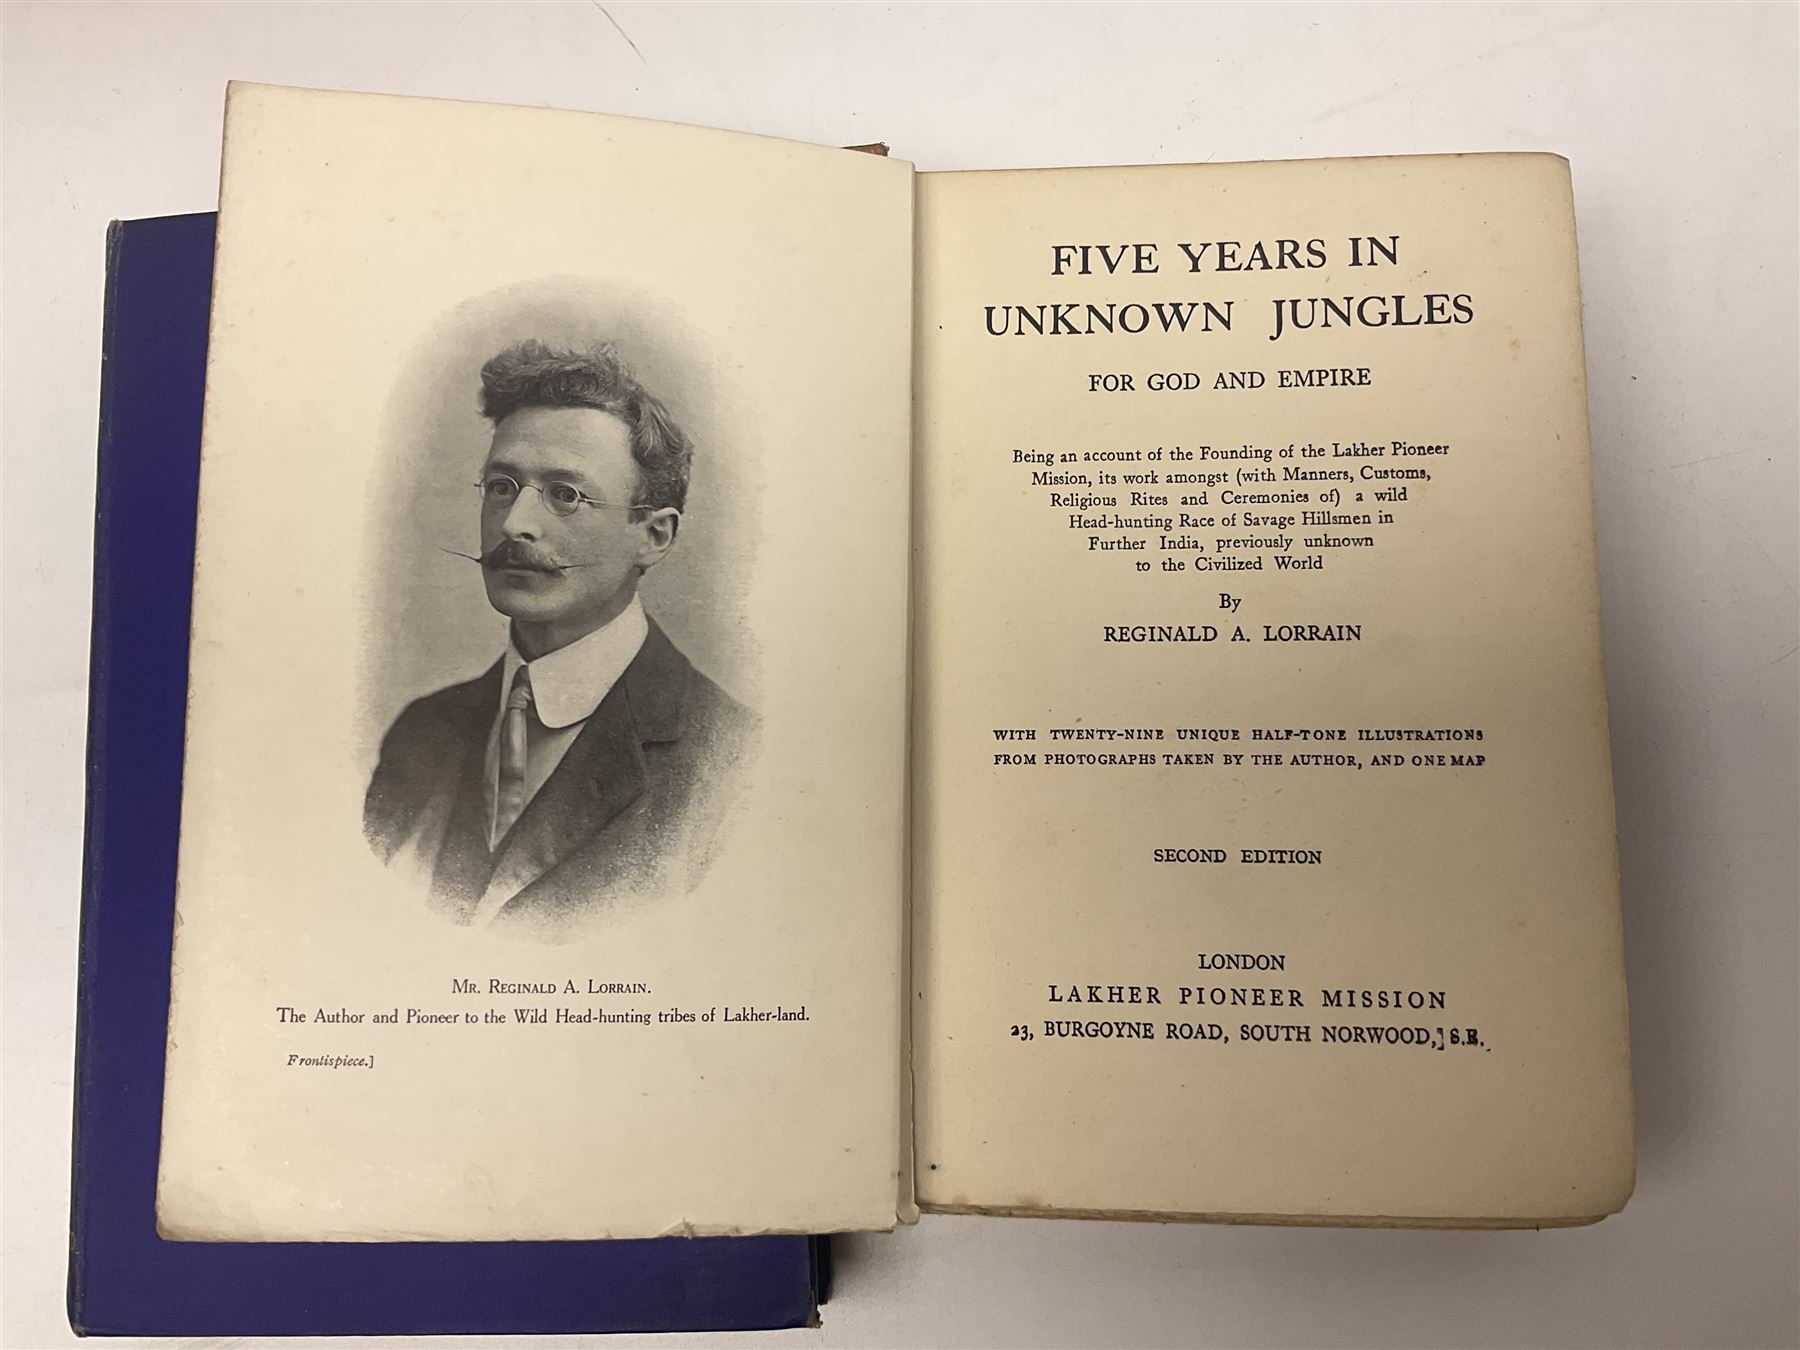 Mr. Reginald A. Lorrain.
The Author and Pioneer to the Wild Head-hunting tribes of Lakher-land.
Frontispiece.]
FIVE YEARS IN
UNKNOWN JUNGLES
FOR GOD AND EMPIRE
Being an account of the Founding of the Lakher Pioneer
Mission, its work amongst (with Manners, Customs,
Religious Rites and Ceremonies of) a wild
Head-hunting Race of Savage Hillsmen in
Further India, previously unknown
to the Civilized World
By
REGINALD A. LORRAIN
WITH TWENTY-NINE UNIQUE HALF-TONE ILLUSTRATIONS
FROM PHOTOGRAPHS TAKEN BY THE AUTHOR, AND ONE MAP
SECOND EDITION
LONDON
LAKHER PIONEER MISSION
23, BURGOYNE ROAD, SOUTH NORWOOD,] S.E.